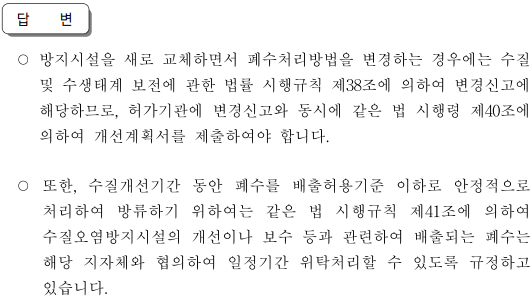 답 변
○ 방지시설을 새로 교체하면서 폐수처리방법을 변경하는 경우에는 수질
및 수생태계 보전에 관한 법률 시행규칙 제38조에 의하여 변경신고에
해당하므로, 허가기관에 변경신고와 동시에 같은 법 시행령 제40조에
의하여 개선계획서를 제출하여야 합니다.
○ 또한, 수질개선기간 동안 폐수를 배출허용기준 이하로 안정적으로
처리하여 방류하기 위하여는 같은 법 시행규칙 제41조에 의하여
수질오염방지시설의 개선이나 보수 등과 관련하여 배출되는 폐수는
해당 지자체와 협의하여 일정기간 위탁처리할 수 있도록 규정하고
있습니다.